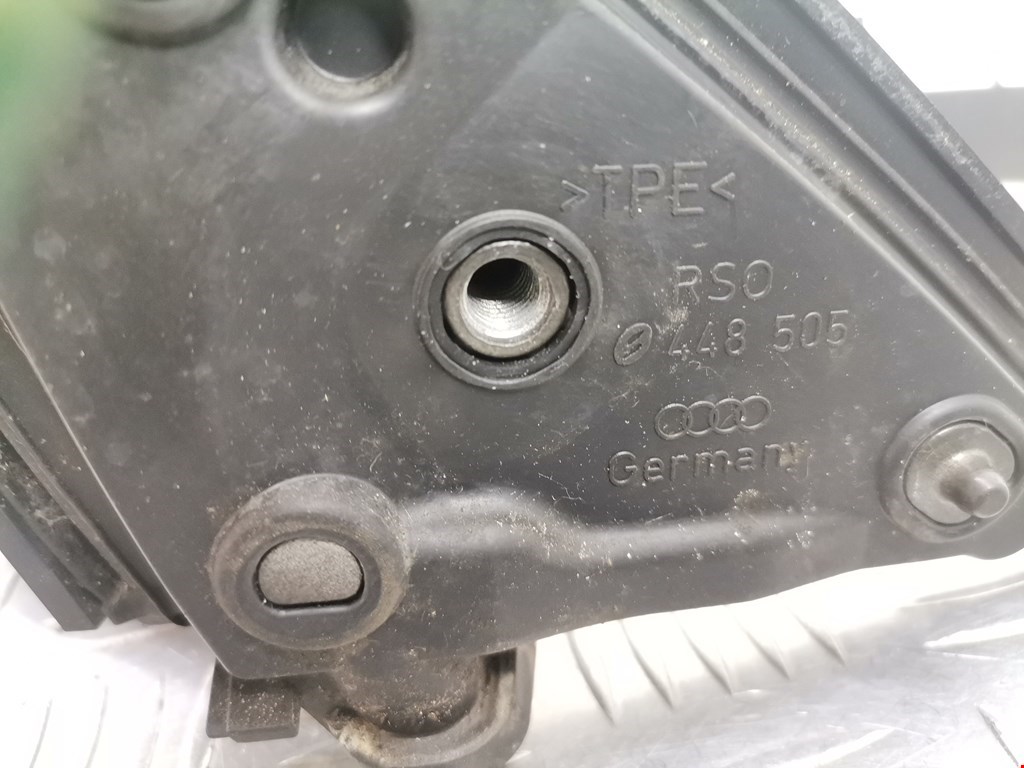 >TPE<
RSO
448 505
Germany